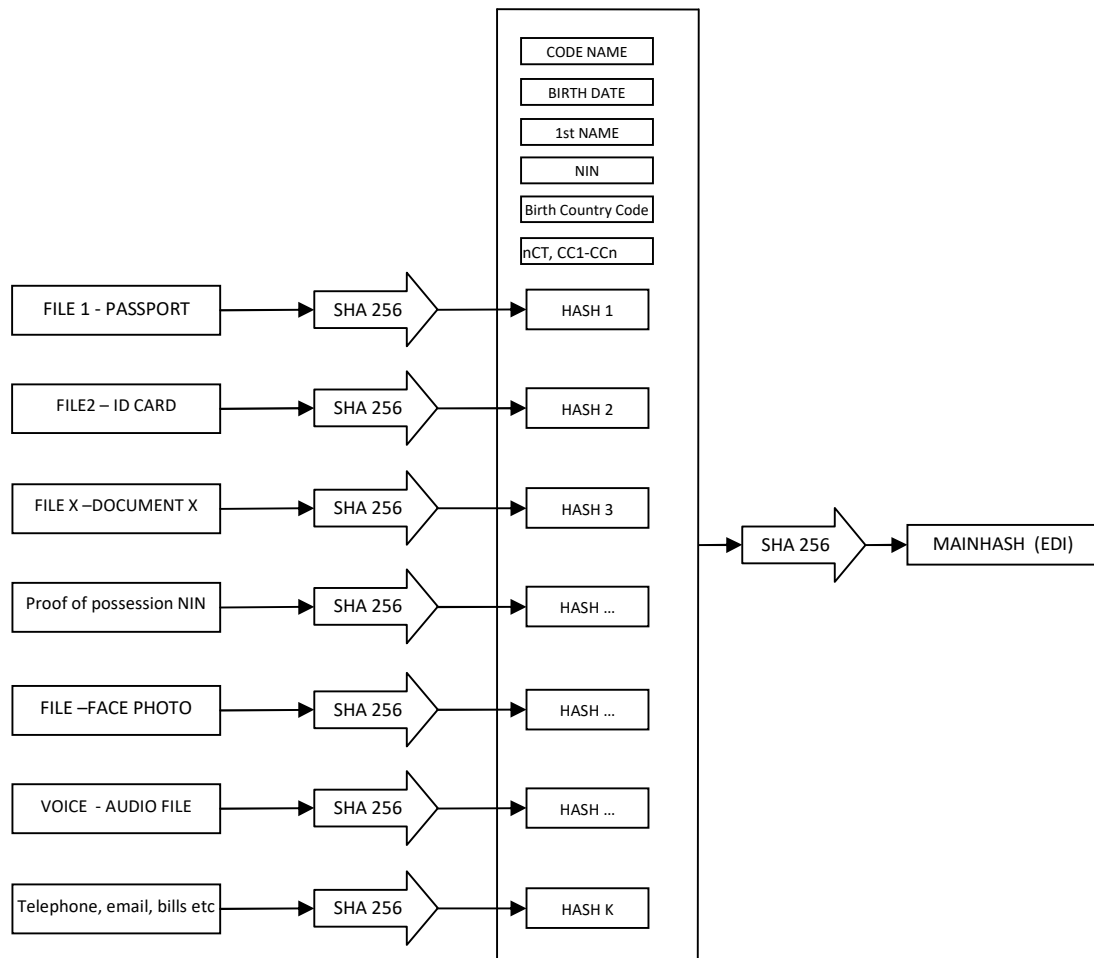 CODE NAME
BIRTH DATE
1st NAME
NIN
Birth Country Code
nCT, CC1-CCn
FILE 1 - PASSPORT
SHA 256
HASH 1
FILE2 – ID CARD
SHA 256
HASH 2
FILE X –DOCUMENT X
SHA 256
HASH 3
SHA 256
MAINHASH (EDI)
Proof of possession NIN
SHA 256
HASH ...
FILE –FACE PHOTO
SHA 256
HASH ...
VOICE - AUDIO FILE
SHA 256
HASH ...
Telephone, email, bills etc
SHA 256
HASH K